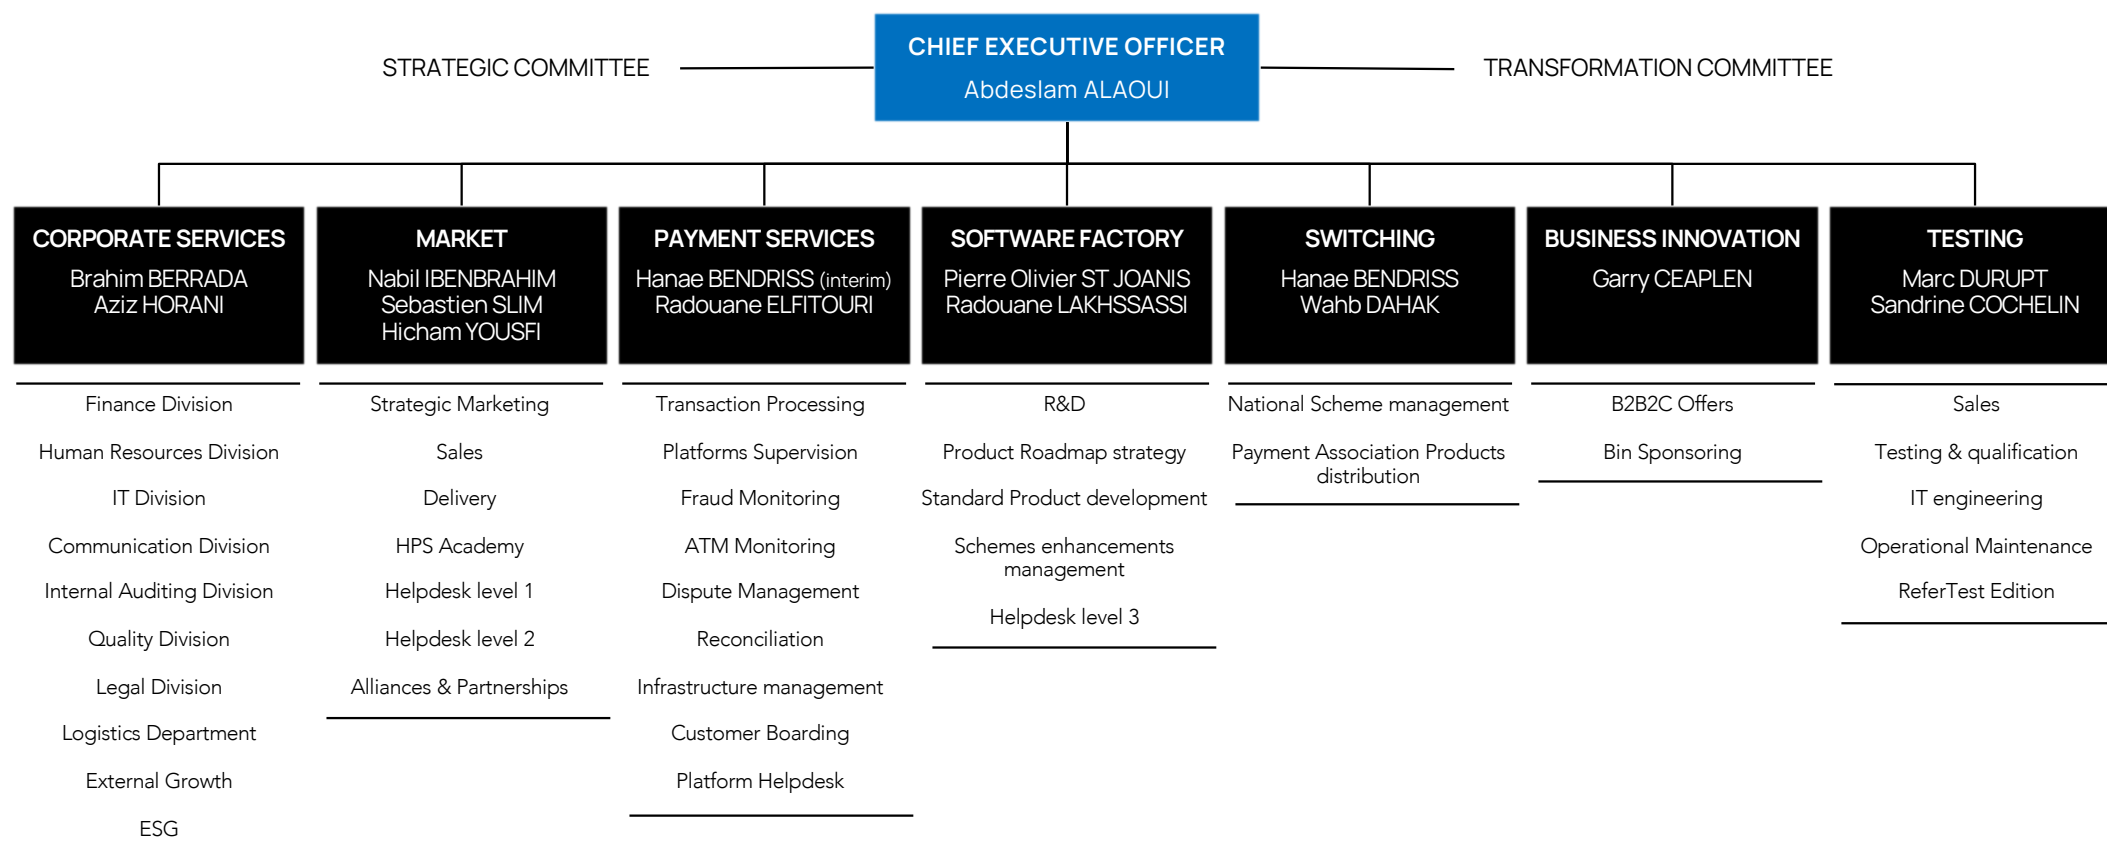 STRATEGIC COMMITTEE
CHIEF EXECUTIVE OFFICER
Abdeslam ALAOUI
TRANSFORMATION COMMITTEE
CORPORATE SERVICES
Brahim BERRADA
Aziz HORANI
Finance Division
Human Resources Division
IT Division
Communication Division
Internal Auditing Division
Quality Division
Legal Division
Logistics Department
External Growth
ESG
MARKET
Nabil IBENBRAHIM
Sebastien SLIM
Hicham YOUSFI
Strategic Marketing
Sales
Delivery
HPS Academy
Helpdesk level 1
Helpdesk level 2
Alliances & Partnerships
PAYMENT SERVICES
Hanae BENDRISS (interim)
Radouane ELFITOURI
Transaction Processing
Platforms Supervision
Fraud Monitoring
ATM Monitoring
Dispute Management
Reconciliation
Infrastructure management
Customer Boarding
Platform Helpdesk
SOFTWARE FACTORY
Pierre Olivier ST JOANIS
Radouane LAKHSSASSI
R&D
Product Roadmap strategy
Standard Product development
Schemes enhancements
management
Helpdesk level 3
SWITCHING
Hanae BENDRISS
Wahb DAHAK
National Scheme management
Payment Association Products
distribution
BUSINESS INNOVATION
Garry CEAPLEN
B2B2C Offers
Bin Sponsoring
TESTING
Marc DURUPT
Sandrine COCHELIN
Sales
Testing & qualification
IT engineering
Operational Maintenance
ReferTest Edition